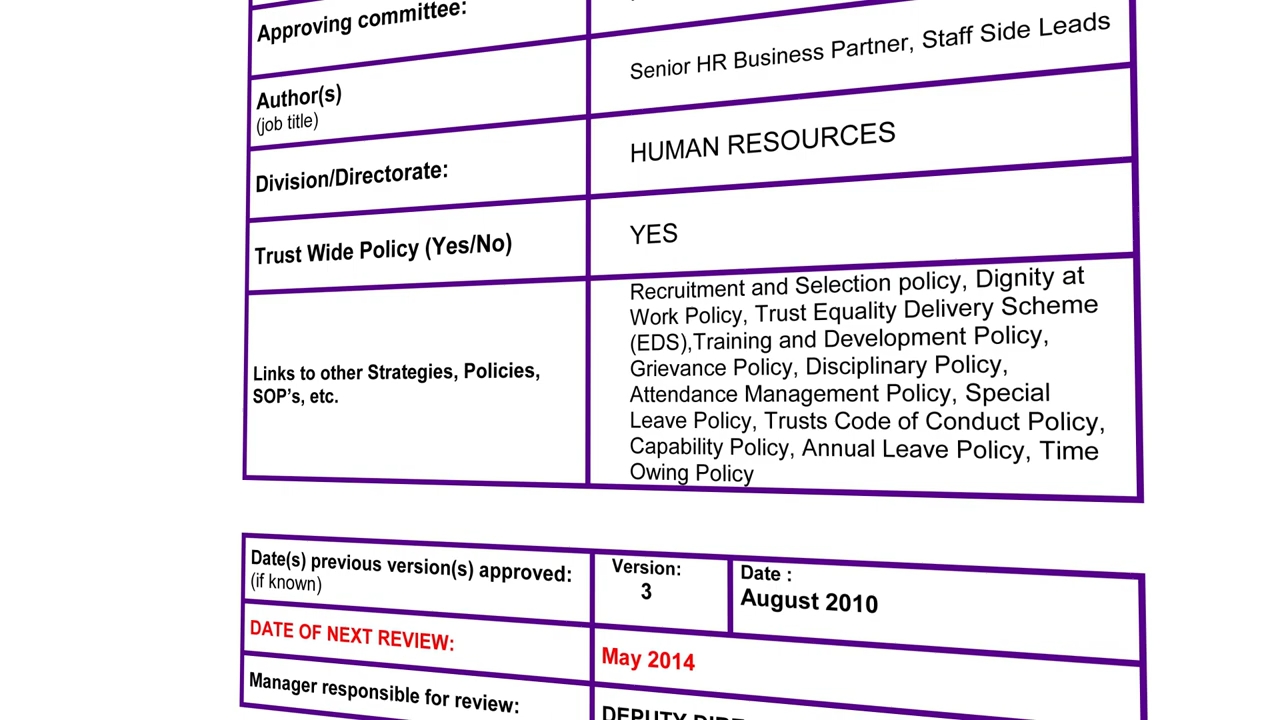 Approving committee:
Senior HR Business Partner, Staff Side Leads
Author(s)
(job title)
HUMAN RESOURCES
Division/Directorate:
YES
Trust Wide Policy (Yes/No)
Recruitment and Selection policy, Dignity at
Work Policy, Trust Equality Delivery Scheme
(EDS),Training and Development Policy,
Grievance Policy, Disciplinary Policy,
Attendance Management Policy, Special
Leave Policy, Trusts Code of Conduct Policy,
Capability Policy, Annual Leave Policy, Time
Owing Policy
Links to other Strategies, Policies,
SOP's, etc.
Date(s) previous version(s) approved:
(if known)
Version:
3
Date :
August 2010
DATE OF NEXT REVIEW:
May 2014
Manager responsible for review:
DEPUTY